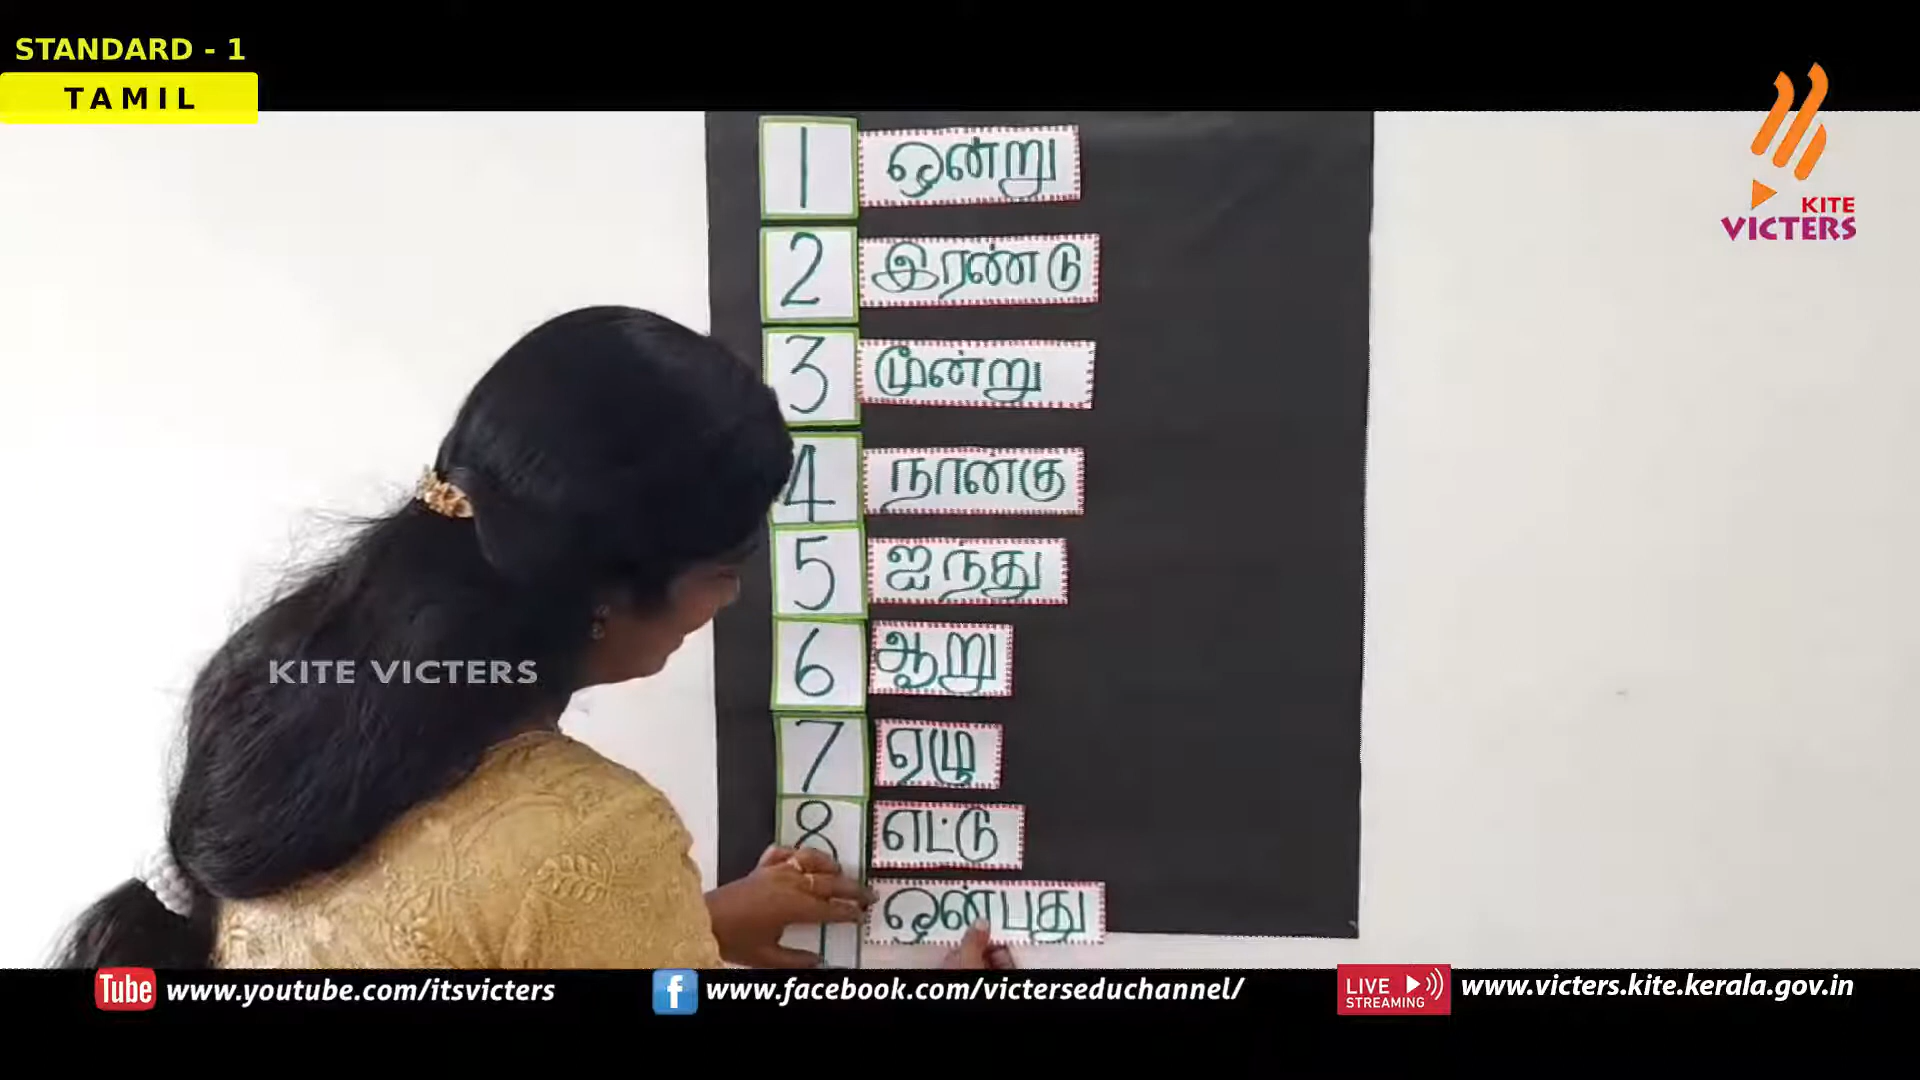 STANDARD - 1
TAMIL
KITE
VICTERS
1 ஒன்று
2 இரண்டு
3 மூன்று
4 நான்கு
5 ஐந்து
6 ஆறு
7 ஏழு
8 எட்டு
ஒன்பது
KITE VICTERS
Tube www.youtube.com/itsvicters
f www.facebook.com/victerseduchannel/
LIVE STREAMING www.victers.kite.kerala.gov.in